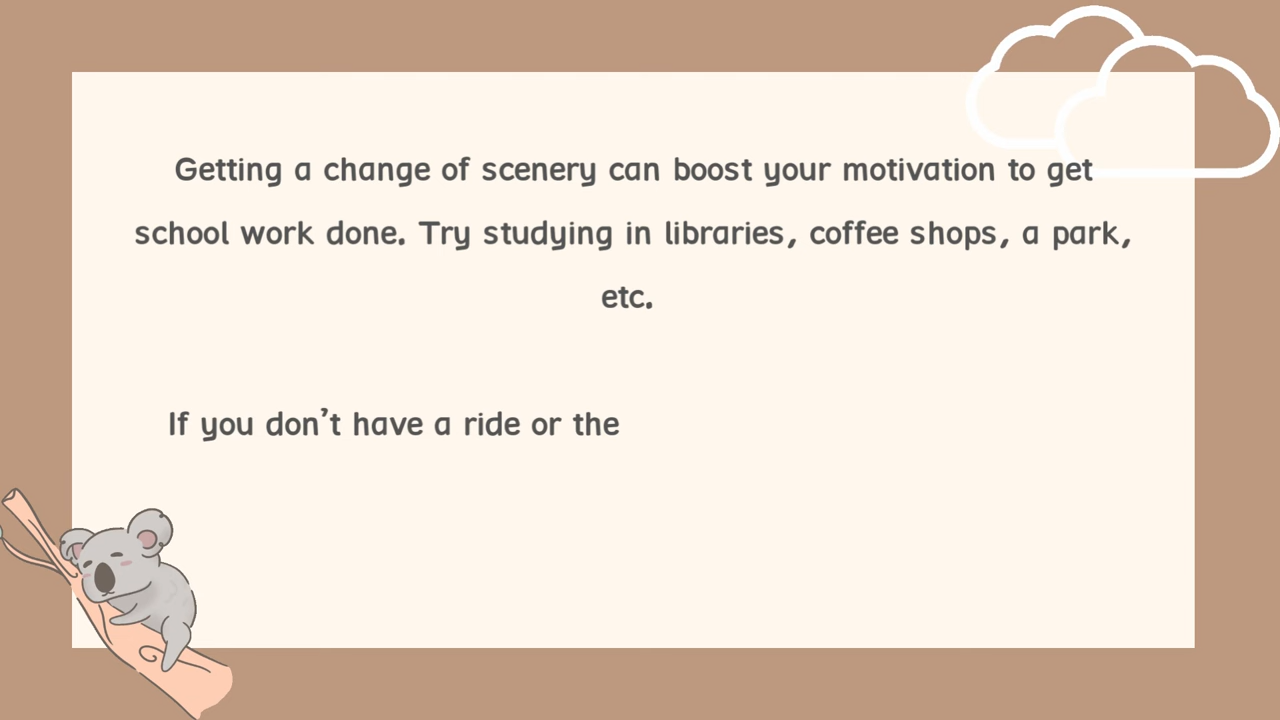 Getting a change of scenery can boost your motivation to get
school work done. Try studying in libraries, coffee shops, a park,
etc.
If you don’t have a ride or the